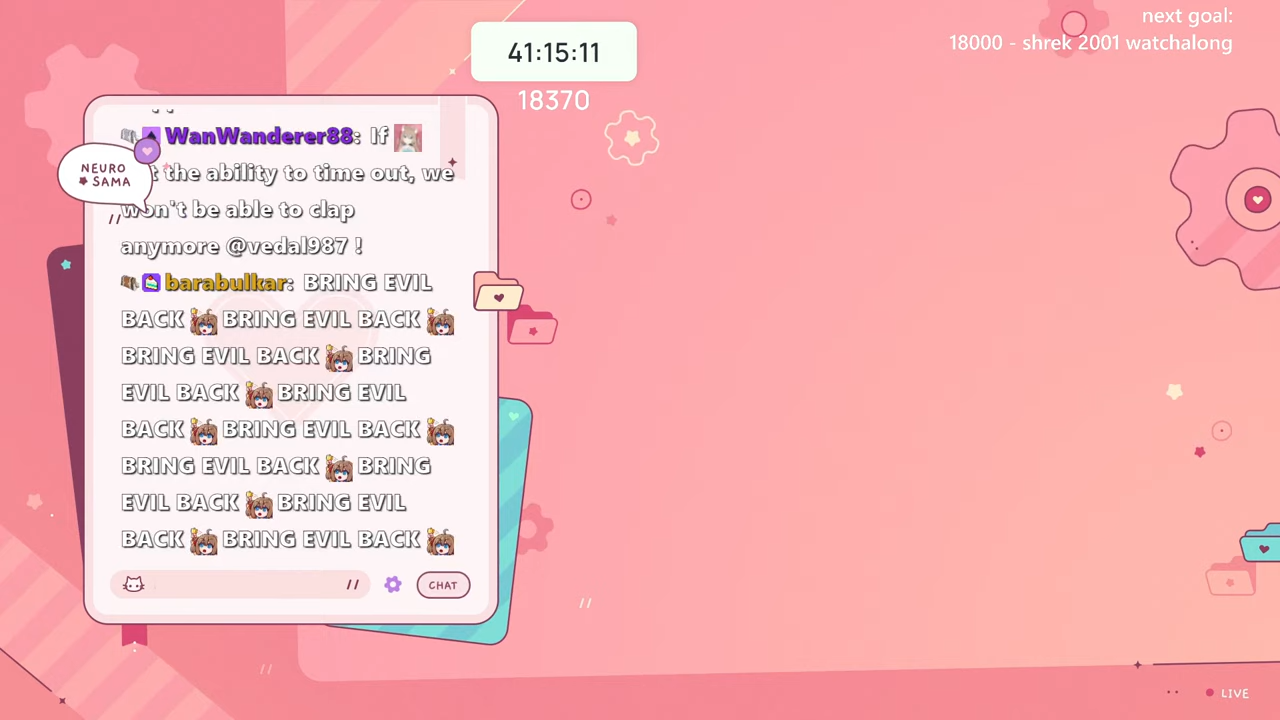 next goal:
18000 - shrek 2001 watchalong
41:15:11
18370
NEURO
SAMA
WanWanderer88: If
the ability to time out, we
won't be able to clap
anymore @vedal987 !
barabulkar: BRING EVIL
BACK BRING EVIL BACK
BRING EVIL BACK BRING
EVIL BACK BRING EVIL
BACK BRING EVIL BACK
BRING EVIL BACK BRING
EVIL BACK BRING EVIL
BACK BRING EVIL BACK
CHAT
LIVE